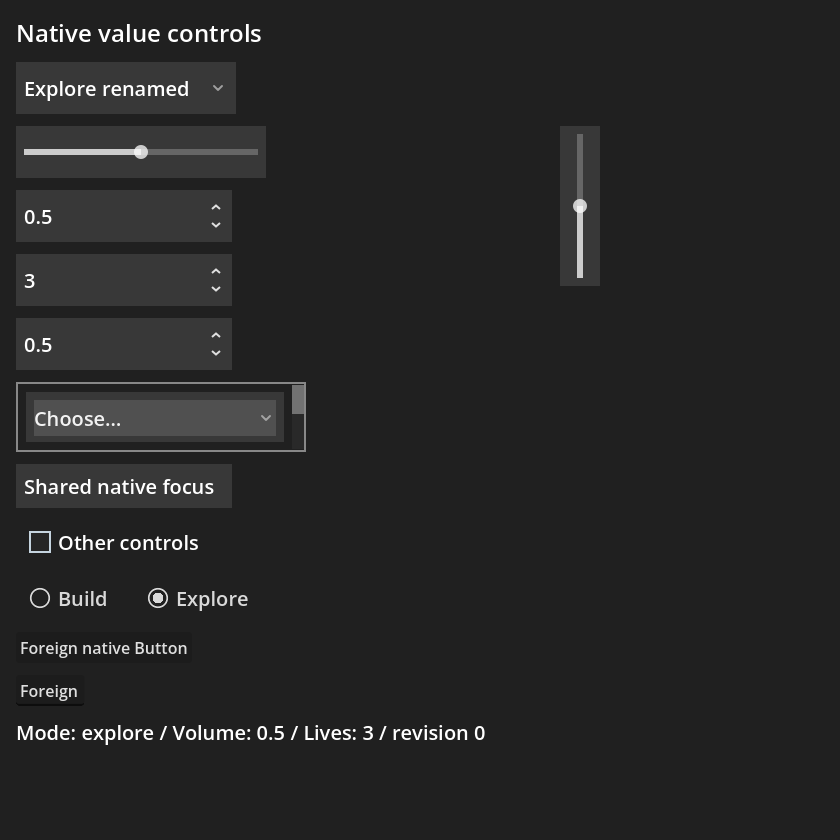 Native value controls
Explore renamed
0.5
3
0.5
Choose...
Shared native focus
Other controls
Build Explore
Foreign native Button
Foreign
Mode: explore / Volume: 0.5 / Lives: 3 / revision 0